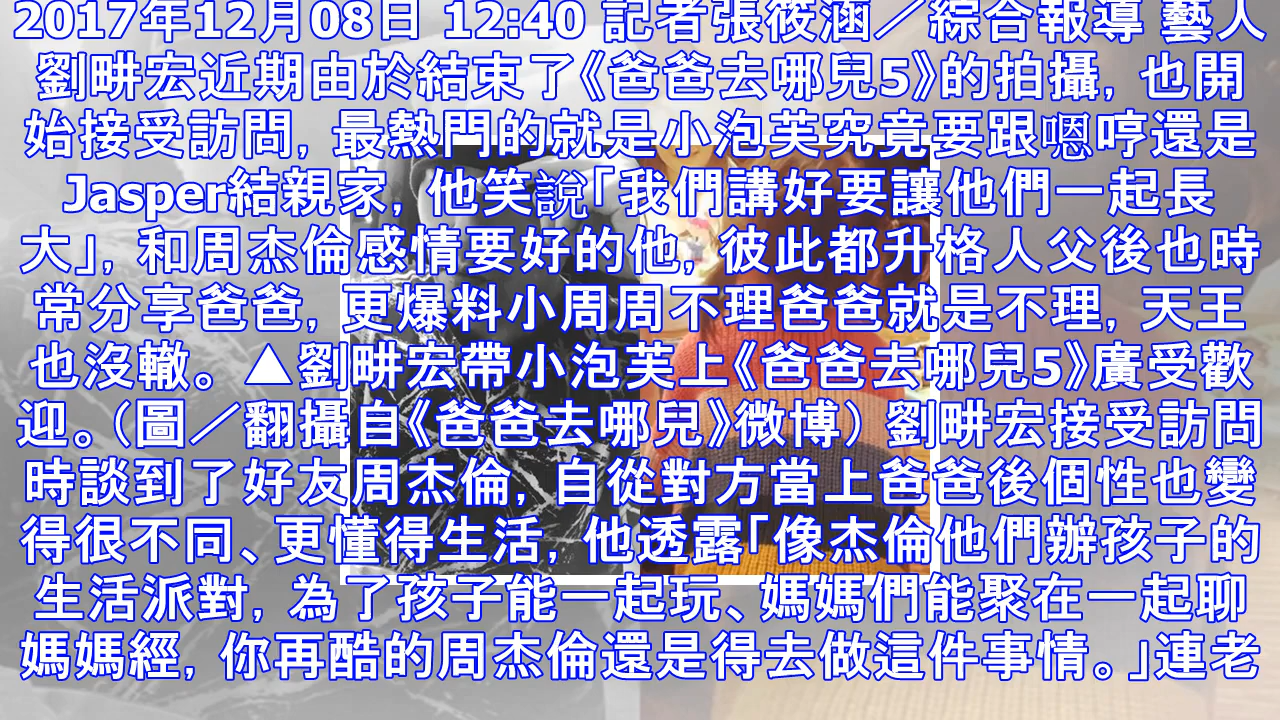 2017年12月08日 12:40 記者張筱涵／綜合報導 藝人
劉畊宏近期由於結束了《爸爸去哪兒5》的拍攝，也開
始接受訪問，最熱門的就是小泡芙究竟要跟嗯哼還是
Jasper結親家，他笑說「我們講好要讓他們一起長
大」，和周杰倫感情要好的他，彼此都升格人父後也時
常分享爸爸，更爆料小周周不理爸爸就是不理，天王
也沒轍。▲劉畊宏帶小泡芙上《爸爸去哪兒5》廣受歡
迎。（圖／翻攝自《爸爸去哪兒》微博）劉畊宏接受訪問
時談到了好友周杰倫，自從對方當上爸爸後個性也變
得很不同、更懂得生活，他透露「像杰倫他們辦孩子的
生活派對，為了孩子能一起玩、媽媽們能聚在一起聊
媽媽經，你再酷的周杰倫還是得去做這件事情。」連老